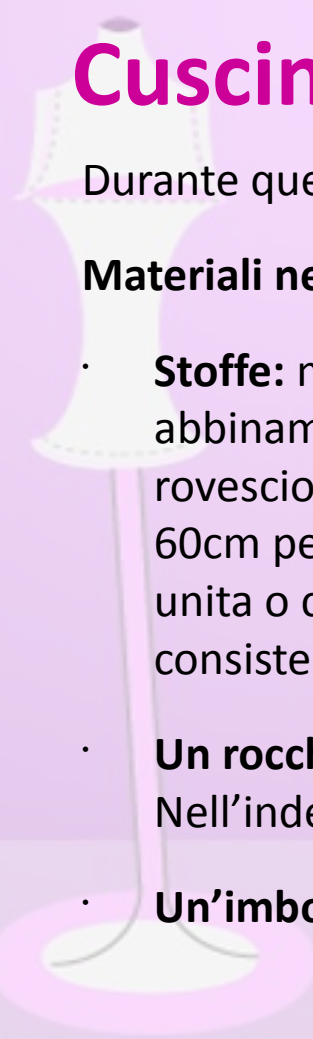 Cuscin
Durante que
Materiali ne
· Stoffe: n
abbinam
rovescio
60cm pe
unita o c
consiste
· Un rocch
Nell’inde
· Un’imbo